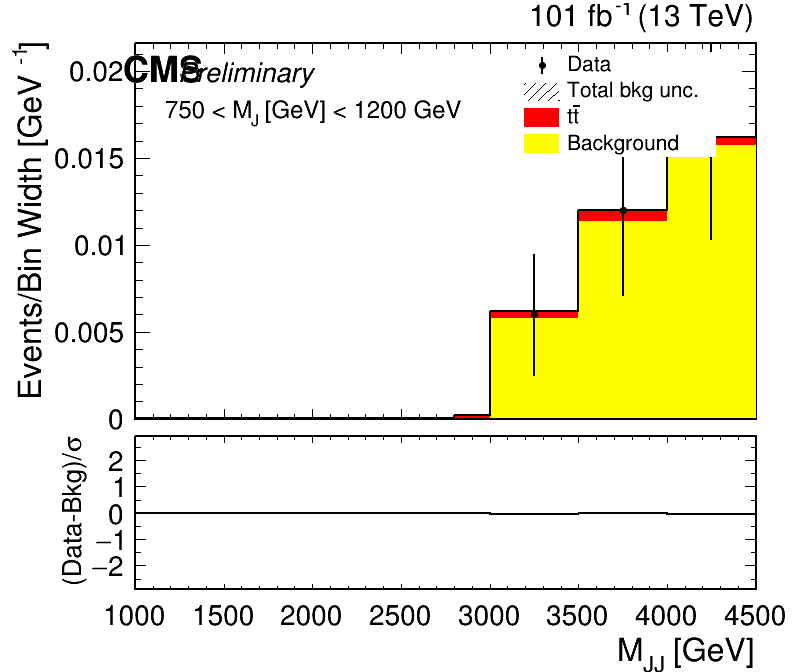 101 fb⁻¹ (13 TeV)
CMS Preliminary
750 < M_J [GeV] < 1200 GeV
Data
Total bkg unc.
tt̄
Background
Events/Bin Width [GeV⁻¹]
0.02
0.015
0.01
0.005
0
(Data-Bkg)/σ
2
1
0
−1
−2
1000 1500 2000 2500 3000 3500 4000 4500
M_JJ [GeV]